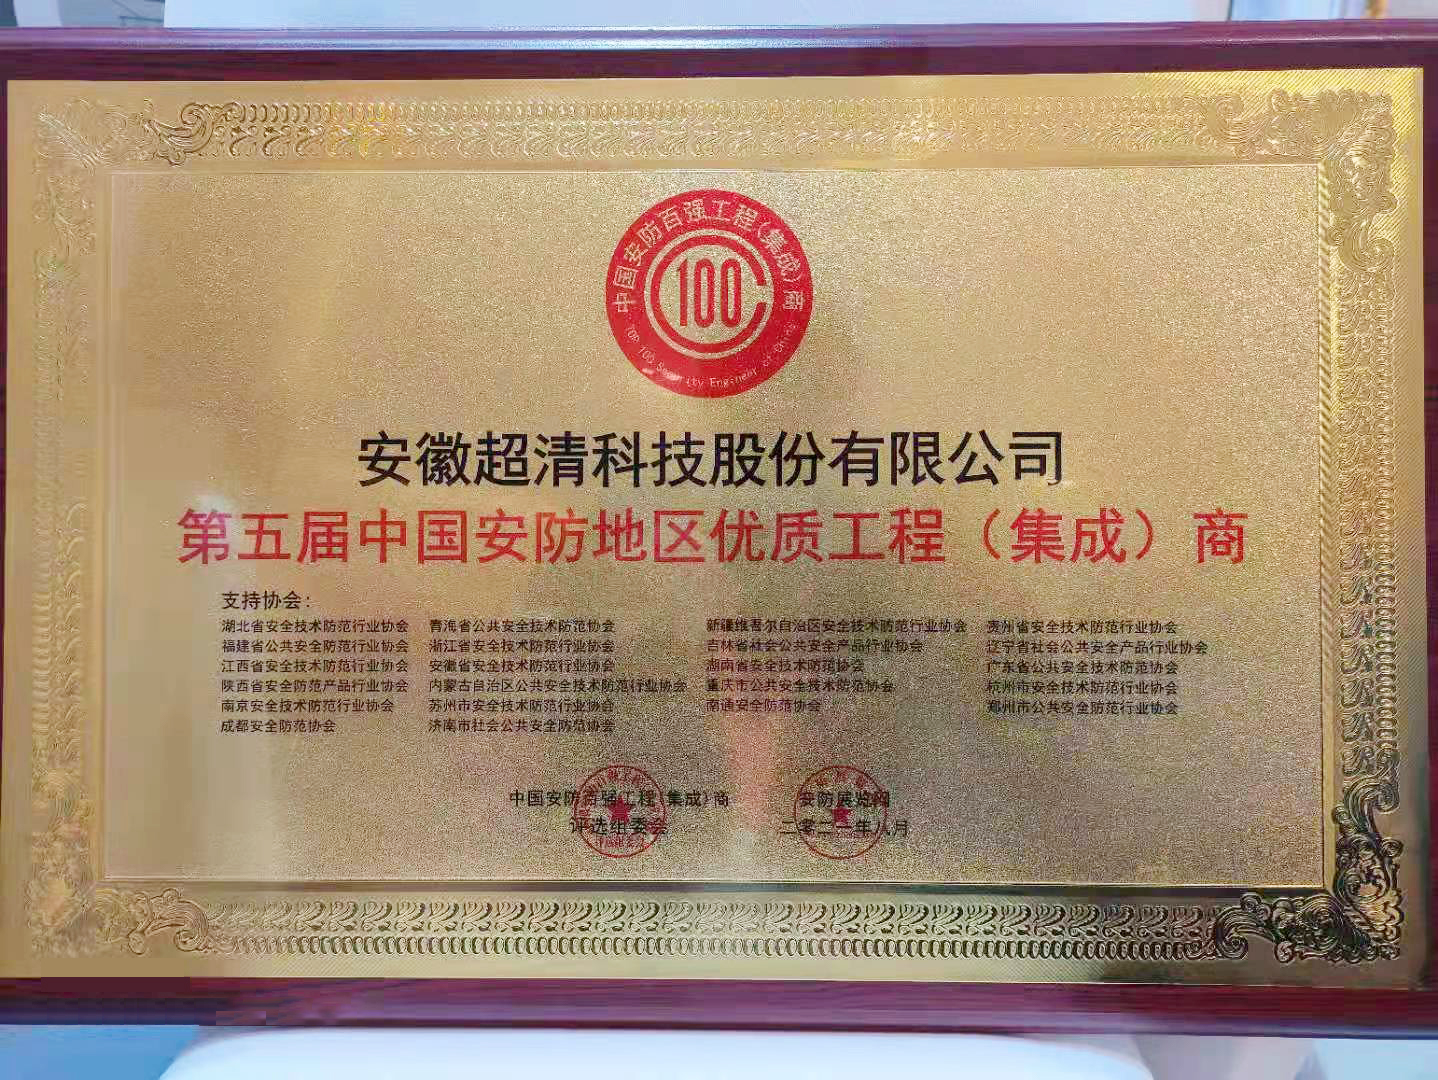 中国安防百强工程(集成)商
100
TOP 100 Security Engineer of China
安徽超清科技股份有限公司
第五届中国安防地区优质工程（集成）商
支持协会：
湖北省安全技术防范行业协会 青海省公共安全技术防范协会 新疆维吾尔自治区安全技术防范行业协会 贵州省安全技术防范行业协会
福建省公共安全防范行业协会 浙江省安全技术防范行业协会 吉林省社会公共安全产品行业协会 辽宁省社会公共安全产品行业协会
江西省安全技术防范行业协会 安徽省安全技术防范行业协会 湖南省安全技术防范协会 广东省公共安全技术防范协会
陕西省安全防范产品行业协会 内蒙古自治区公共安全技术防范行业协会 重庆市公共安全技术防范协会 杭州市安全技术防范行业协会
南京安全技术防范行业协会 苏州市安全技术防范行业协会 南通安全防范协会 郑州市公共安全防范行业协会
成都安全防范协会 济南市社会公共安全防范协会
中国安防百强工程(集成)商 安防展览网
评选组委会 二零二一年八月